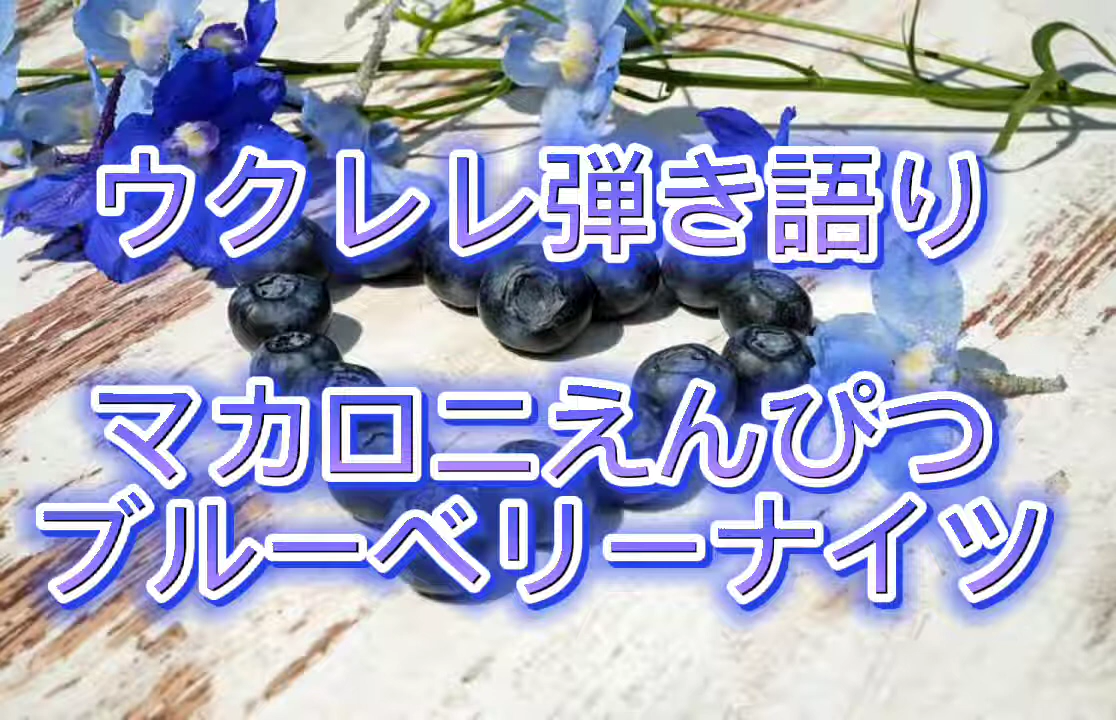 ウクレレ弾き語り
マカロニえんぴつ
ブルーベリーナイツ